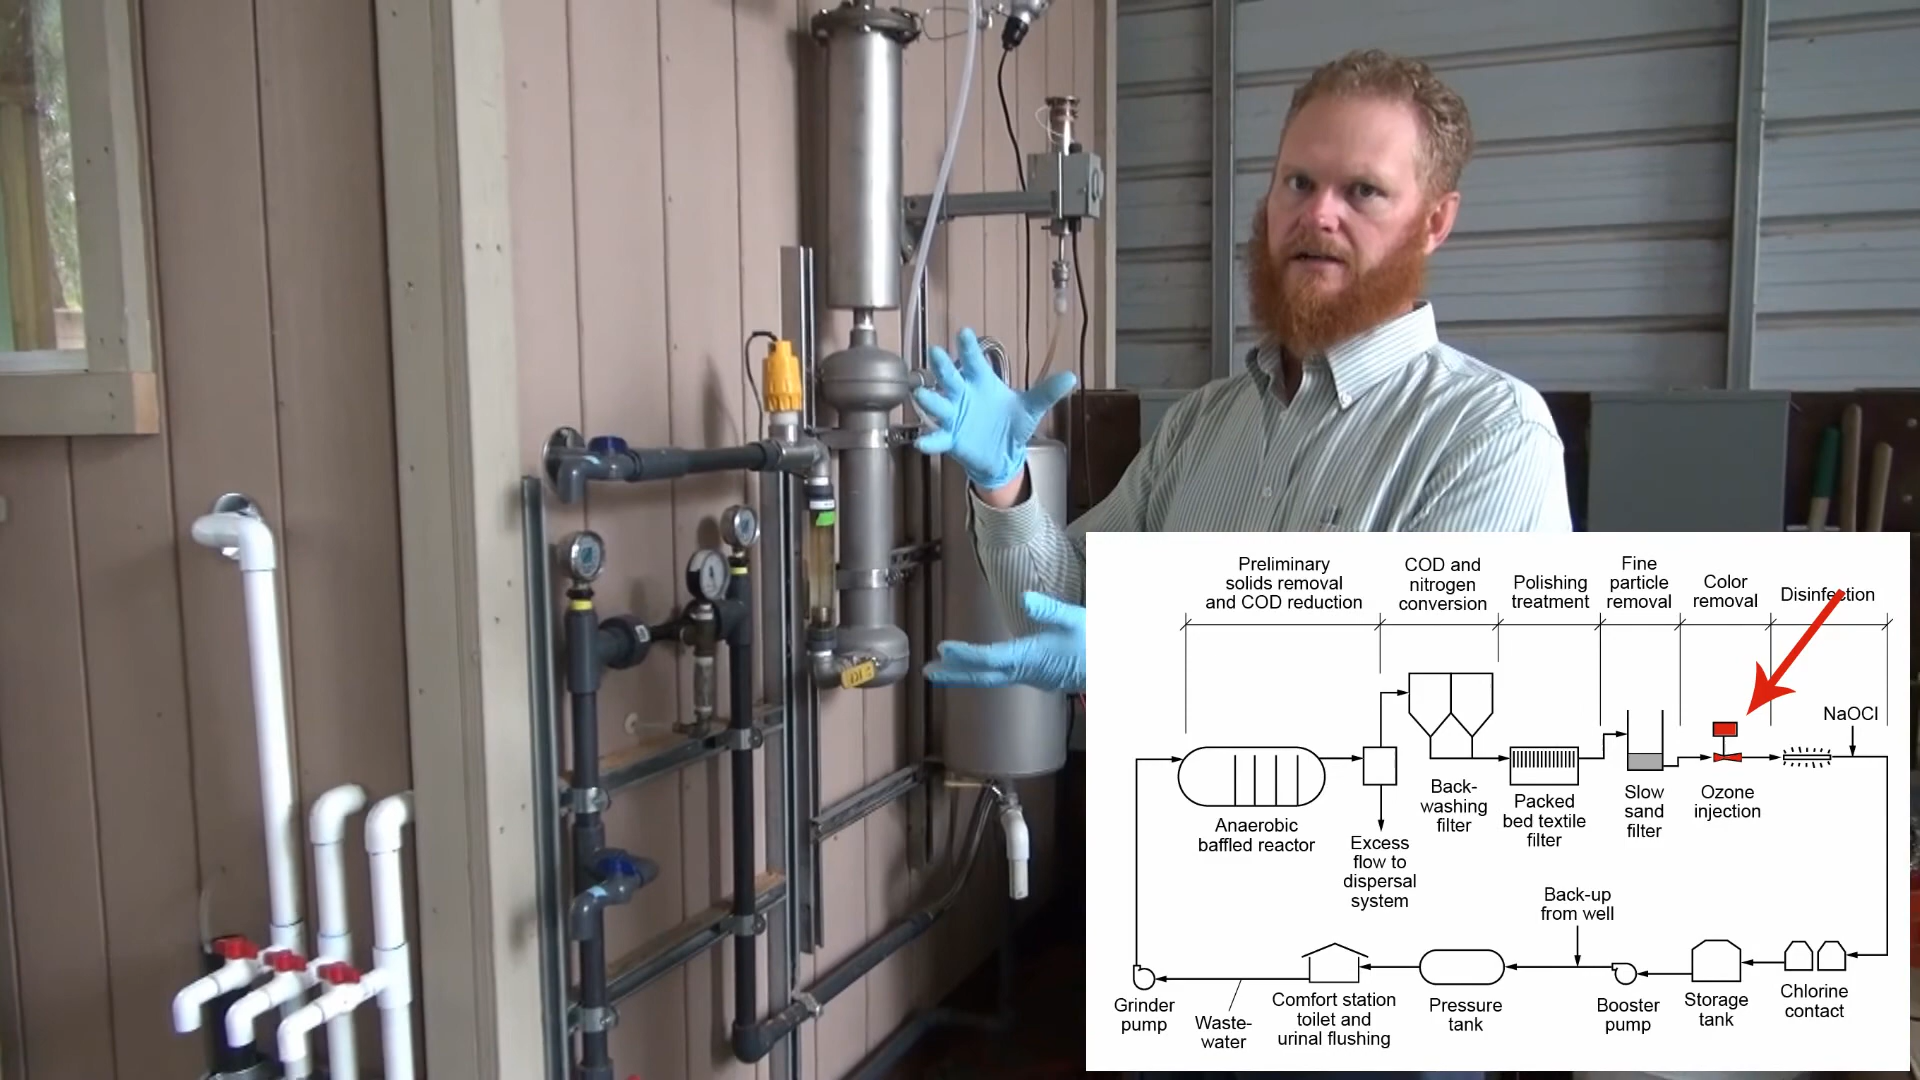 Preliminary
solids removal
and COD reduction
COD and
nitrogen
conversion
Polishing
treatment
Fine
particle
removal
Color
removal
Disinfection
NaOCl
Anaerobic
baffled reactor
Excess
flow to
dispersal
system
Back-
washing
filter
Packed
bed textile
filter
Slow
sand
filter
Ozone
injection
Back-up
from well
Grinder
pump
Waste-
water
Comfort station
toilet and
urinal flushing
Pressure
tank
Booster
pump
Storage
tank
Chlorine
contact